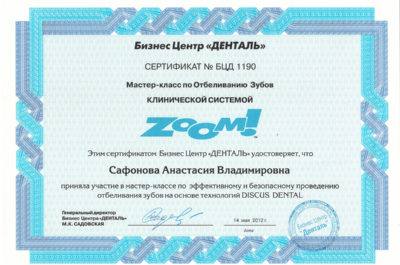 Бизнес Центр «ДЕНТАЛЬ»
СЕРТИФИКАТ № БЦД 1190
Мастер-класс по Отбеливанию Зубов
КЛИНИЧЕСКОЙ СИСТЕМОЙ
ZOOM!
Этим сертификатом Бизнес Центр «ДЕНТАЛЬ» удостоверяет, что
Сафонова Анастасия Владимировна
приняла участие в мастер-классе по эффективному и безопасному проведению
отбеливания зубов на основе технологий DISCUS DENTAL
Генеральный директор
Бизнес Центра «ДЕНТАЛЬ»
М.К. САДОВСКАЯ
14 мая 2012 г.
дата
Бизнес Центр
"Денталь"